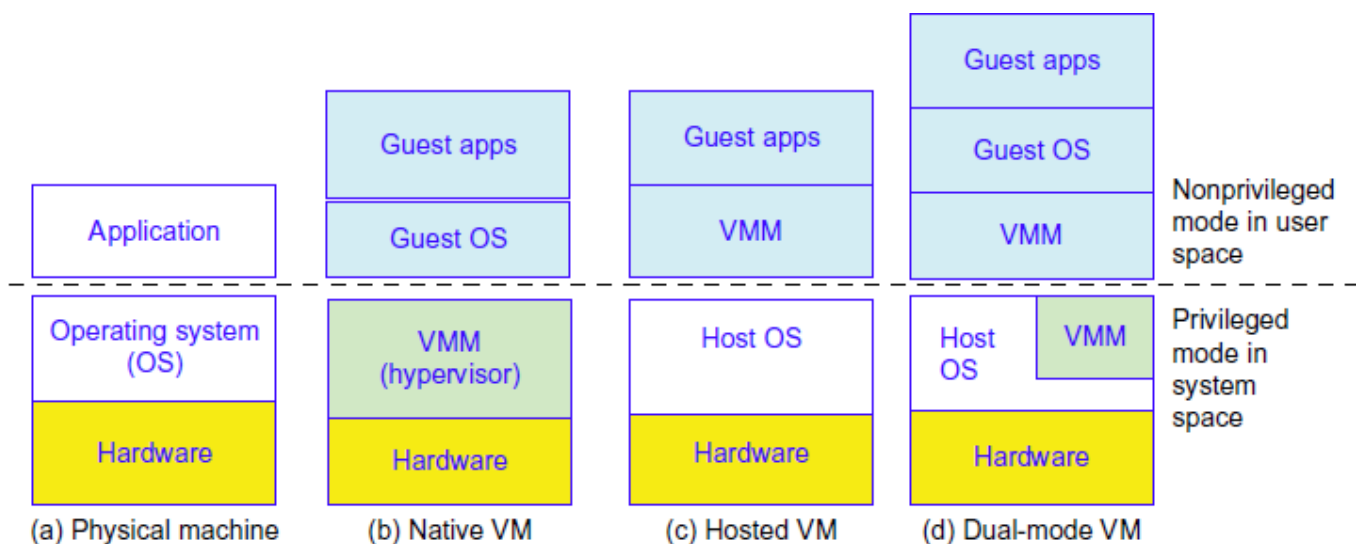 Application
Operating system
(OS)
Hardware
(a) Physical machine
Guest apps
Guest OS
VMM
(hypervisor)
Hardware
(b) Native VM
Guest apps
VMM
Host OS
Hardware
(c) Hosted VM
Guest apps
Guest OS
VMM
Host
OS
VMM
Hardware
(d) Dual-mode VM
Nonprivileged
mode in user
space
Privileged
mode in
system
space